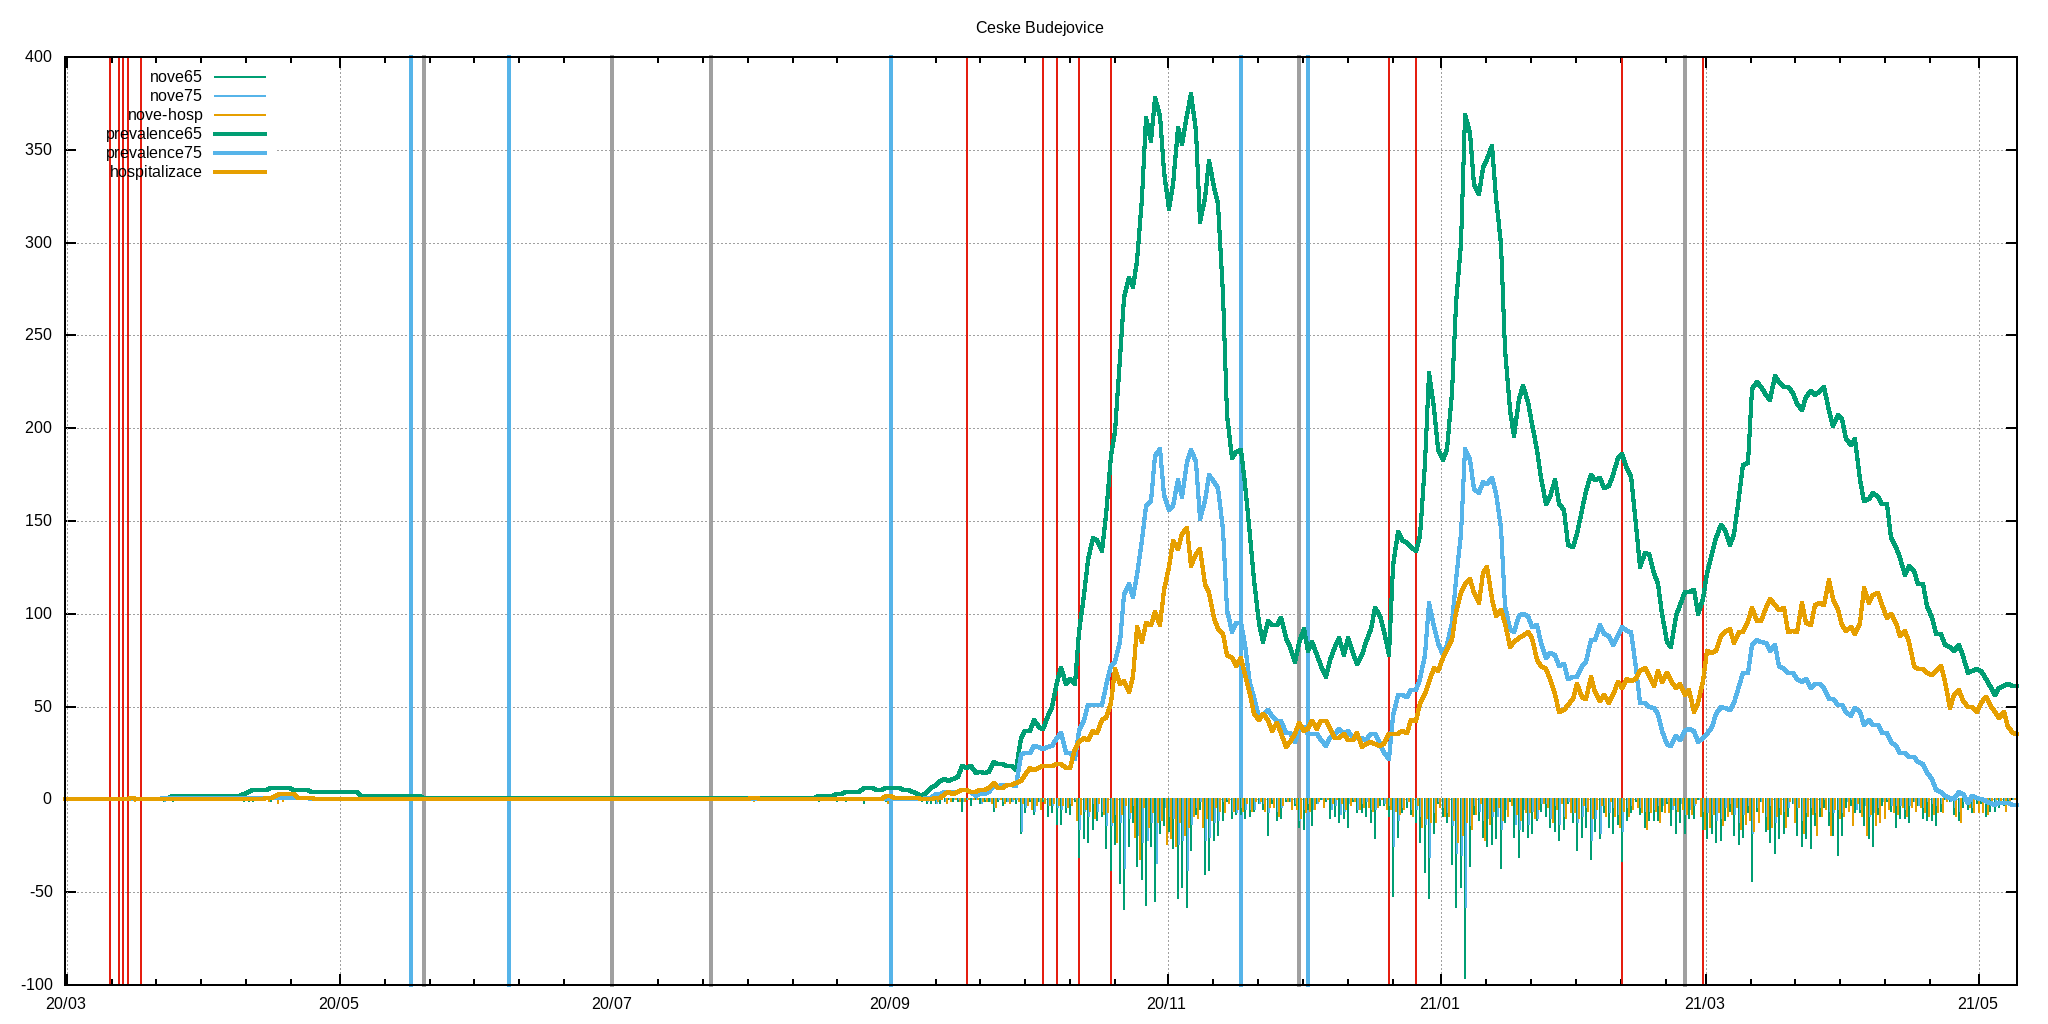 Ceske Budejovice
400
350
300
250
200
150
100
50
0
-50
-100
nove65
nove75
nove-hosp
prevalence65
prevalence75
hospitalizace
20/03 20/05 20/07 20/09 20/11 21/01 21/03 21/05